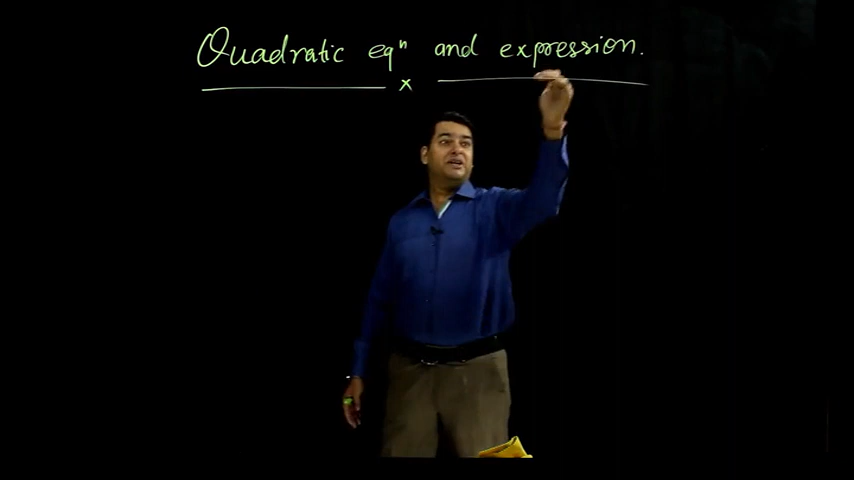 Quadratic eqⁿ and expression.
x